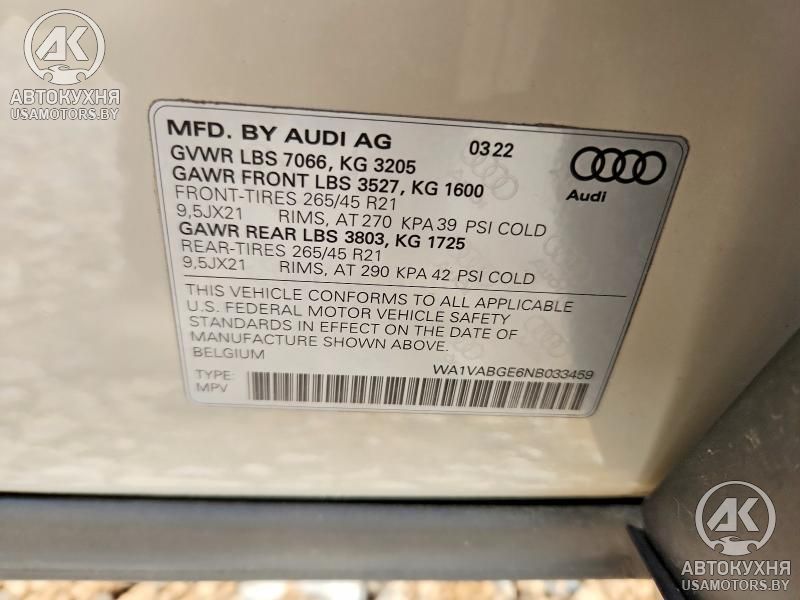 AK
АВТОКУХНЯ
USAMOTORS.BY
MFD. BY AUDI AG 03 22
GVWR LBS 7066, KG 3205
GAWR FRONT LBS 3527, KG 1600
FRONT-TIRES 265/45 R21
9,5JX21 RIMS, AT 270 KPA 39 PSI COLD
GAWR REAR LBS 3803, KG 1725
REAR-TIRES 265/45 R21
9,5JX21 RIMS, AT 290 KPA 42 PSI COLD
Audi
THIS VEHICLE CONFORMS TO ALL APPLICABLE
U.S. FEDERAL MOTOR VEHICLE SAFETY
STANDARDS IN EFFECT ON THE DATE OF
MANUFACTURE SHOWN ABOVE.
BELGIUM
WA1VABGE6NB033459
TYPE:
MPV
AK
АВТОКУХНЯ
USAMOTORS.BY